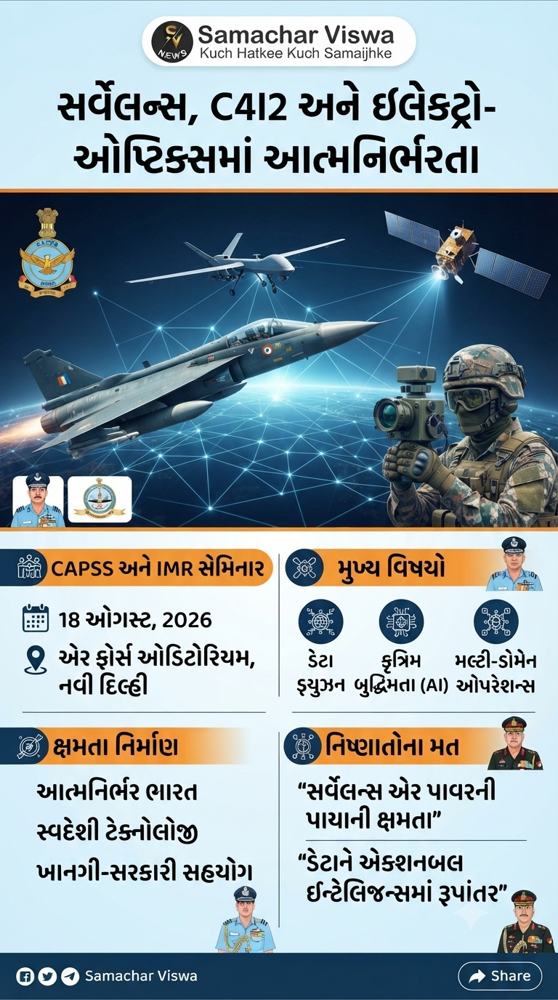 Samachar Viswa
Kuch Hatkee Kuch Samaijhke
NEWS
સર્વેલન્સ, C4I2 અને ઇલેક્ટ્રો-
ઓપ્ટિક્સમાં આત્મનિર્ભરતા
CAPSS અને IMR સેમિનાર
18 ઓગસ્ટ, 2026
એર ફોર્સ ઓડિટોરિયમ,
નવી દિલ્હી
મુખ્ય વિષયો
ડેટા
ફ્યુઝન
કૃત્રિમ
બુદ્ધિમતા (AI)
મલ્ટી-ડોમેન
ઓપરેશન્સ
ક્ષમતા નિર્માણ
આત્મનિર્ભર ભારત
સ્વદેશી ટેક્નોલોજી
ખાનગી-સરકારી સહયોગ
નિષ્ણાતોના મત
“સર્વેલન્સ એર પાવરની
પાયાની ક્ષમતા”
“ડેટાને એક્શનબલ
ઈન્ટેલિજન્સમાં રૂપાંતર”
Samachar Viswa
Share